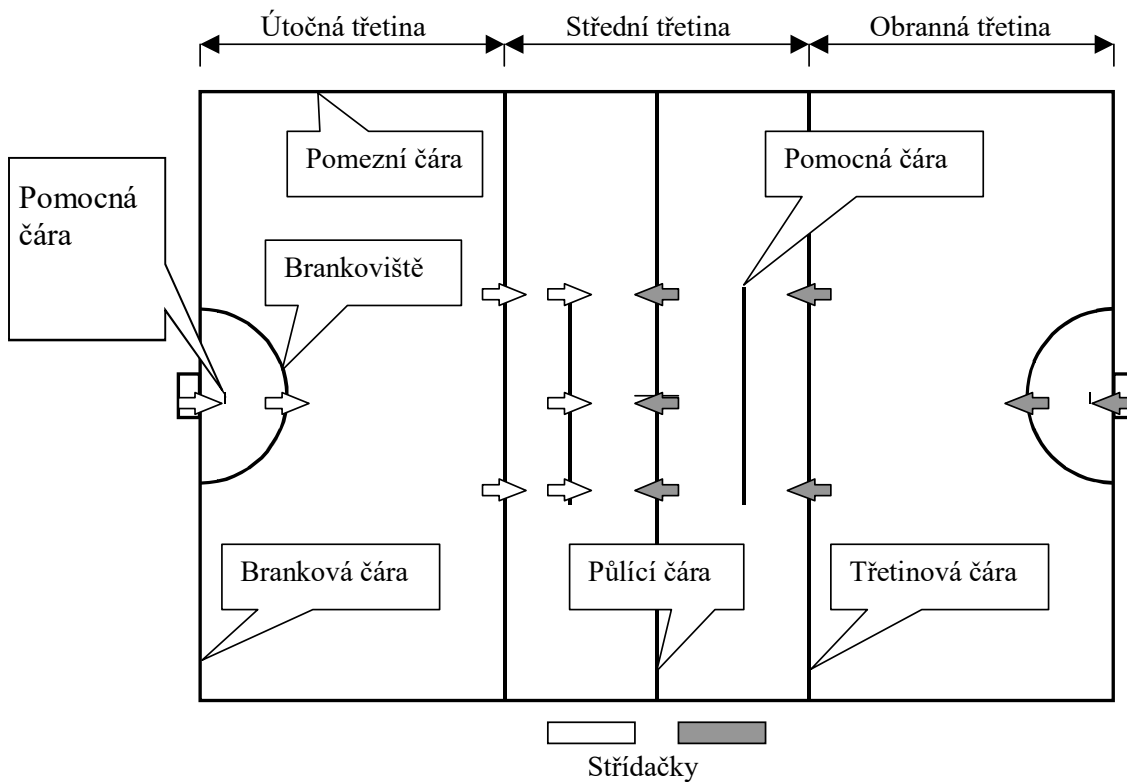 Útočná třetina
Střední třetina
Obranná třetina
Pomezní čára
Pomocná čára
Pomocná
čára
Brankoviště
Branková čára
Půlící čára
Třetinová čára
Střídačky